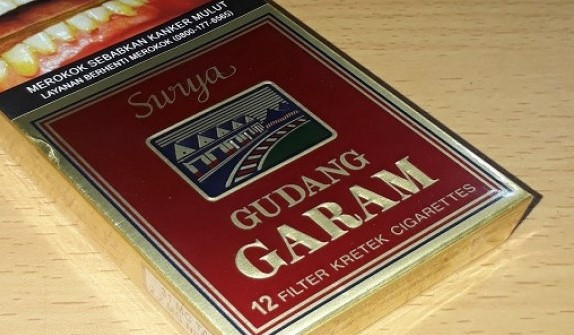 MEROKOK SEBABKAN KANKER MULUT
LAYANAN BERHENTI MEROKOK (0800-177-6565)
Surya
GUDANG
GARAM
12 FILTER KRETEK CIGARETTES